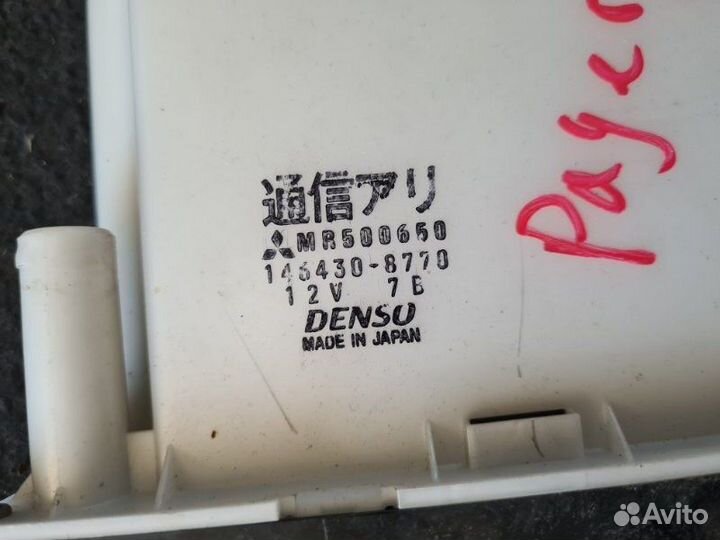 通信アリ
MR500650
146430-8770
12V 7B
DENSO
MADE IN JAPAN
Avito